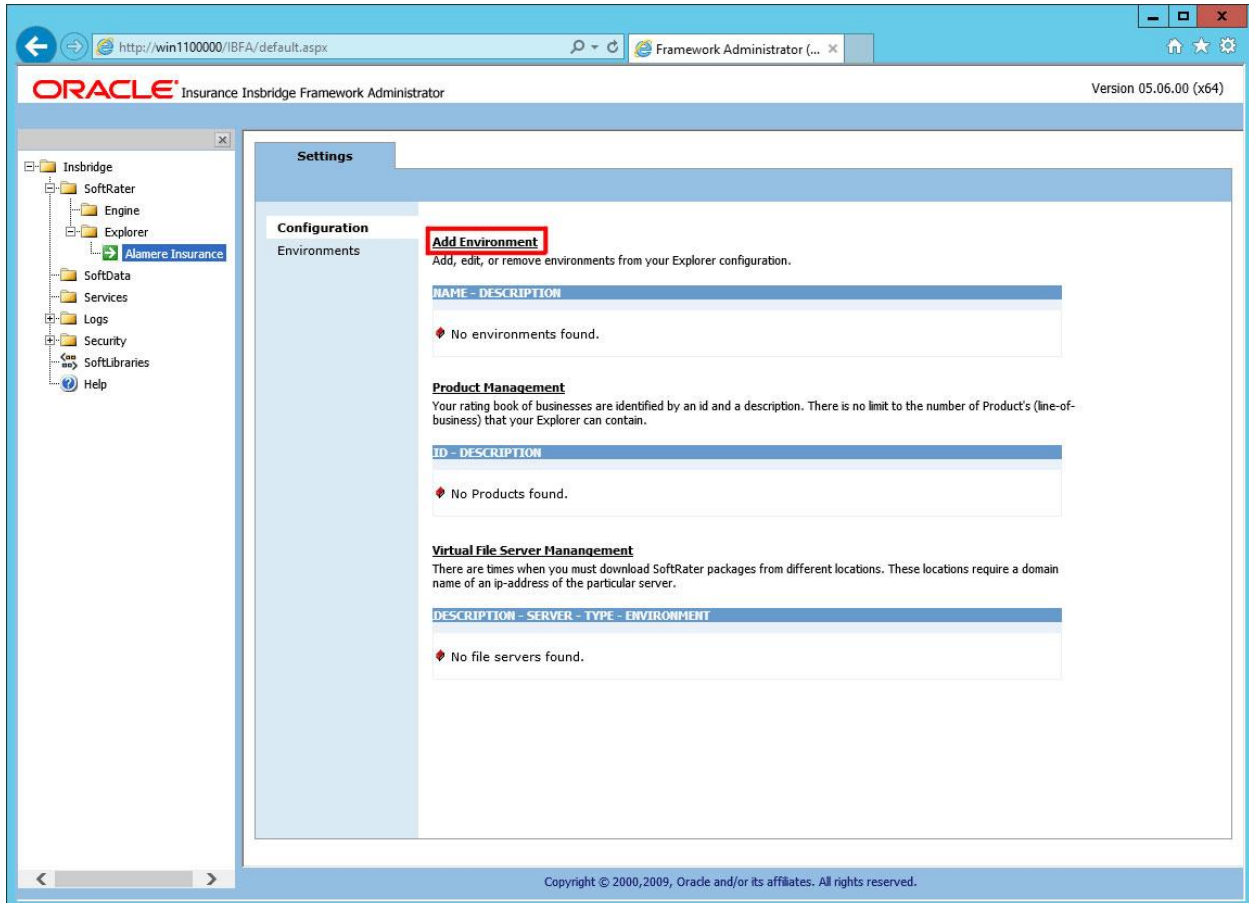 http://win1100000/IBFA/default.aspx
Framework Administrator (...
ORACLE Insurance Insbridge Framework Administrator
Version 05.06.00 (x64)
Insbridge
SoftRater
Engine
Explorer
Alamere Insurance
SoftData
Services
Logs
Security
SoftLibraries
Help
Settings
Configuration
Environments
Add Environment
Add, edit, or remove environments from your Explorer configuration.
NAME - DESCRIPTION
No environments found.
Product Management
Your rating book of businesses are identified by an id and a description. There is no limit to the number of Product's (line-of-
business) that your Explorer can contain.
ID - DESCRIPTION
No Products found.
Virtual File Server Manangement
There are times when you must download SoftRater packages from different locations. These locations require a domain
name of an ip-address of the particular server.
DESCRIPTION - SERVER - TYPE - ENVIRONMENT
No file servers found.
Copyright © 2000,2009, Oracle and/or its affiliates. All rights reserved.